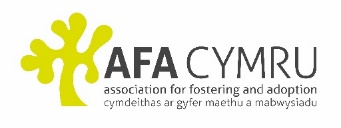 AFA CYMRU
association for fostering and adoption
cymdeithas ar gyfer maethu a mabwysiadu